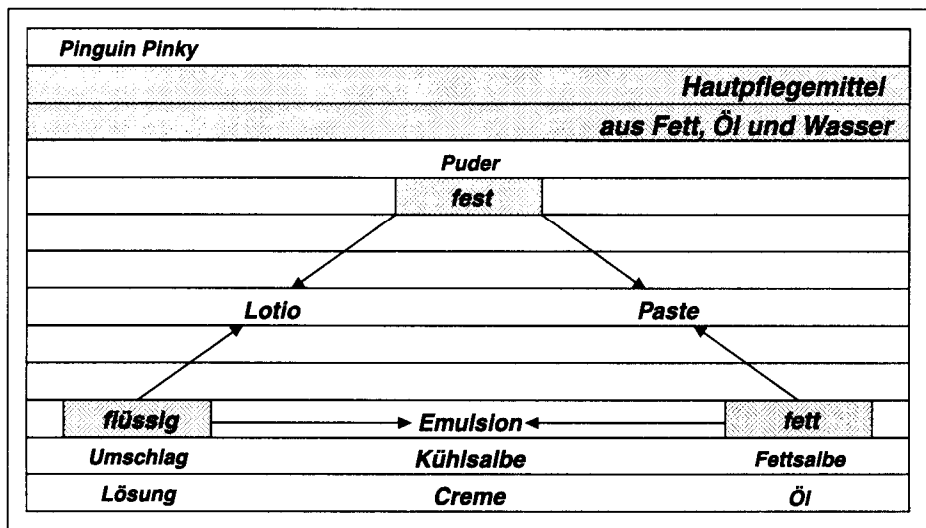 Pinguin Pinky
Hautpflegemittel
aus Fett, Öl und Wasser
Puder
fest
Lotio Paste
flüssig Emulsion fett
Umschlag Kühlsalbe Fettsalbe
Lösung Creme Öl